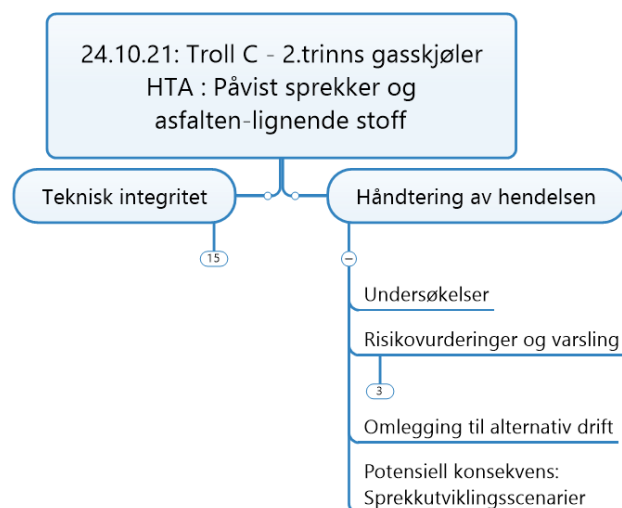 24.10.21: Troll C - 2.trinns gasskjøler
HTA : Påvist sprekker og
asfalten-lignende stoff
Teknisk integritet
Håndtering av hendelsen
15
Undersøkelser
Risikovurderinger og varsling
3
Omlegging til alternativ drift
Potensiell konsekvens:
Sprekkutviklingsscenarier